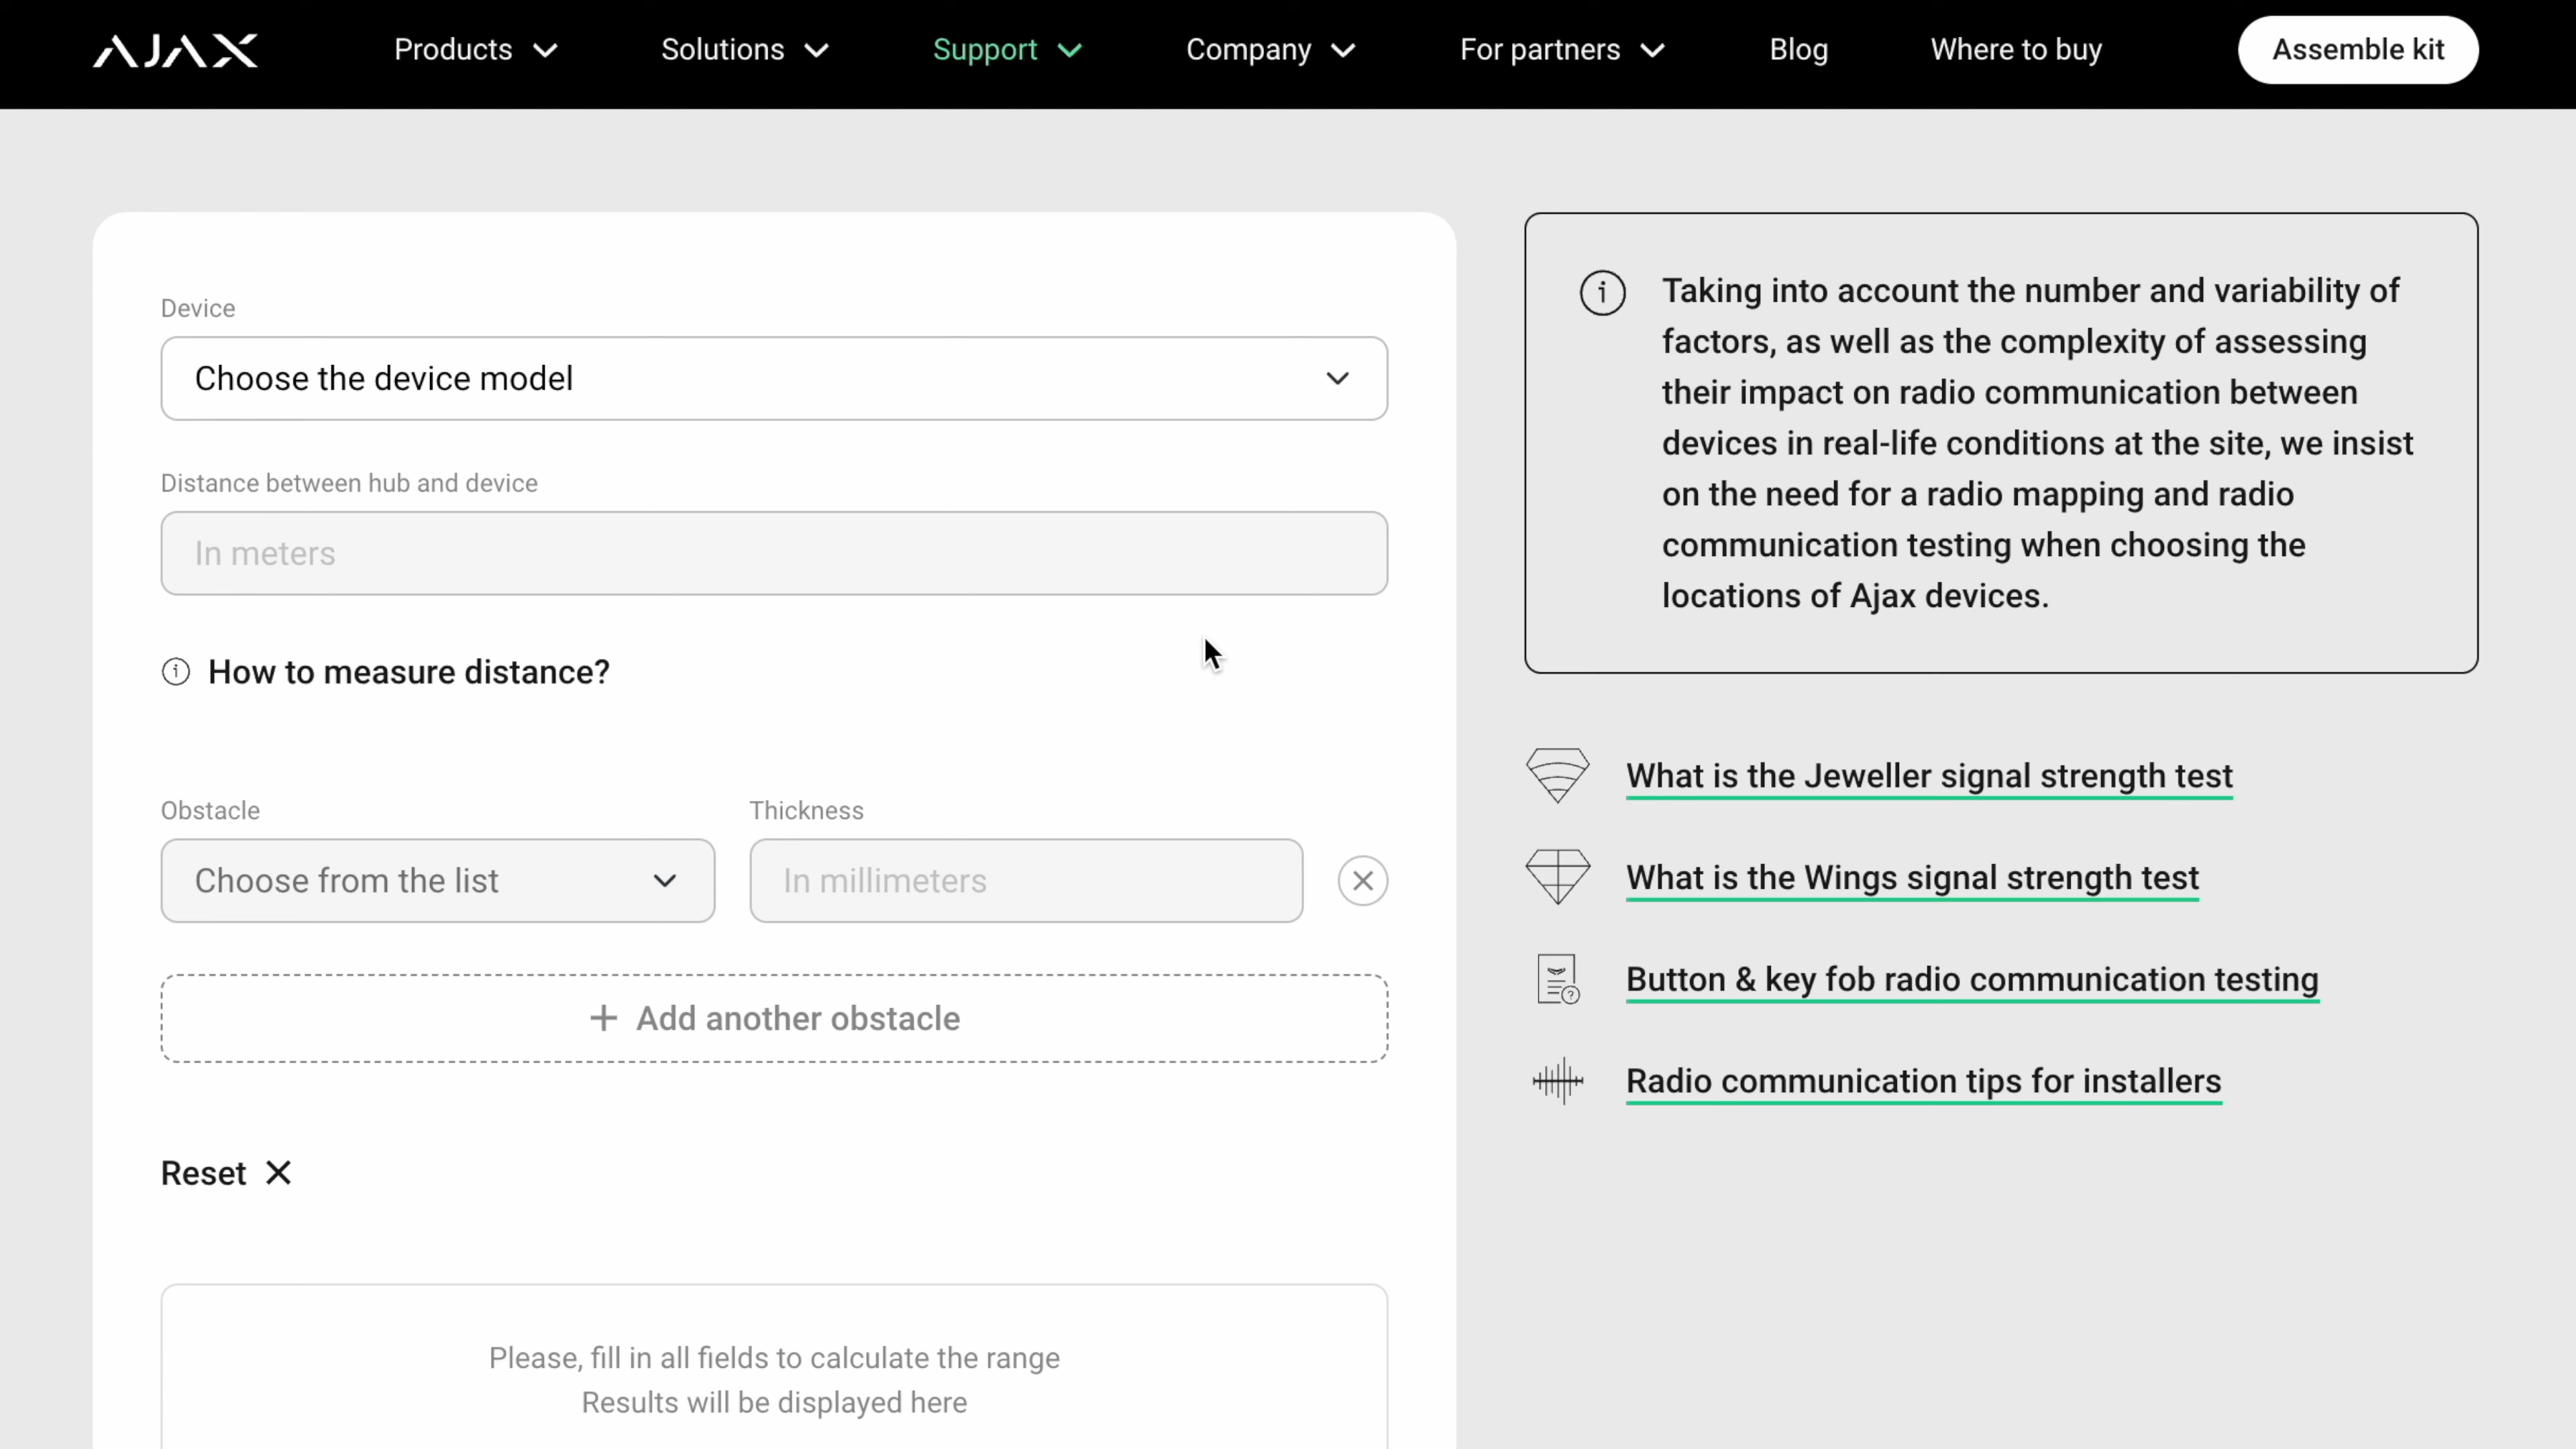 AJAX
Products
Solutions
Support
Company
For partners
Blog
Where to buy
Assemble kit
Device
Choose the device model
Distance between hub and device
In meters
How to measure distance?
Obstacle
Thickness
Choose from the list
In millimeters
Add another obstacle
Reset
Please, fill in all fields to calculate the range
Results will be displayed here
Taking into account the number and variability of
factors, as well as the complexity of assessing
their impact on radio communication between
devices in real-life conditions at the site, we insist
on the need for a radio mapping and radio
communication testing when choosing the
locations of Ajax devices.
What is the Jeweller signal strength test
What is the Wings signal strength test
Button & key fob radio communication testing
Radio communication tips for installers